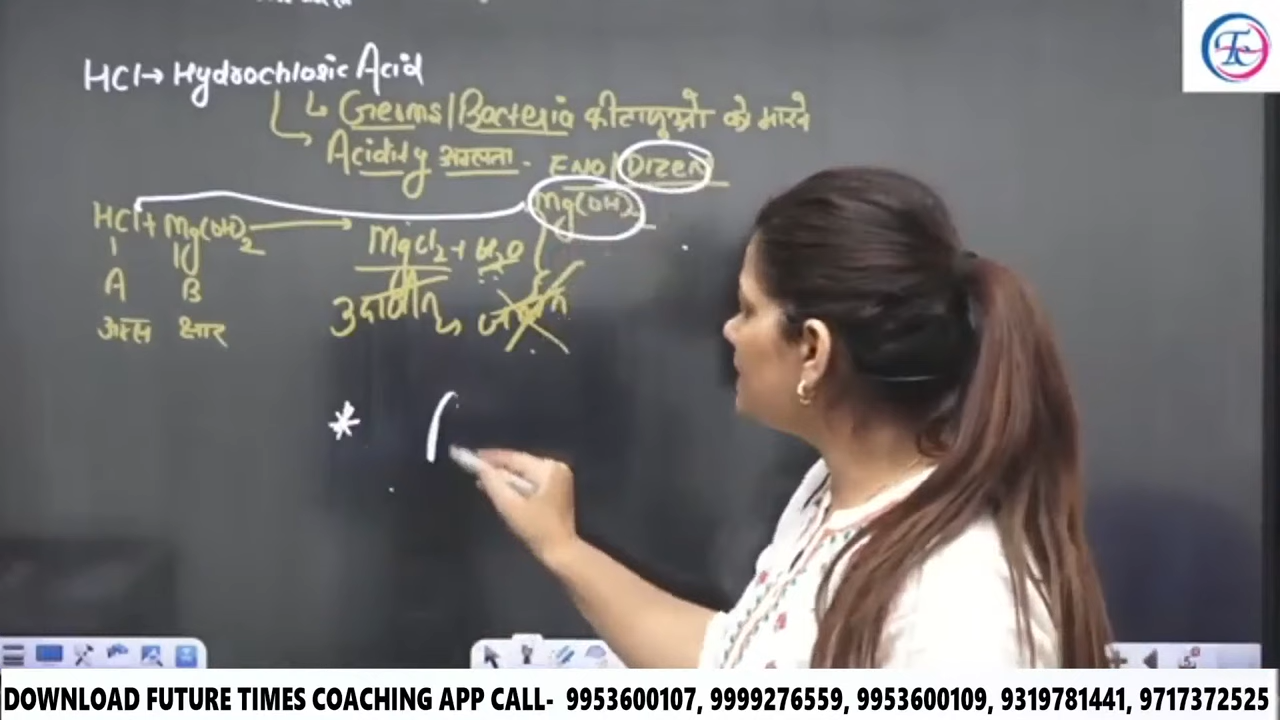 HCl→ Hydrochloric Acid
↳ Germs/Bacteria कीटाणुओ को मारने
→ Acidity अम्लता - ENO/DIZEN
Mg(OH)2
HCl + Mg(OH)2 → MgCl2 + H2O
A B
अम्ल क्षार
उदासीन
*
DOWNLOAD FUTURE TIMES COACHING APP CALL- 9953600107, 9999276559, 9953600109, 9319781441, 9717372525